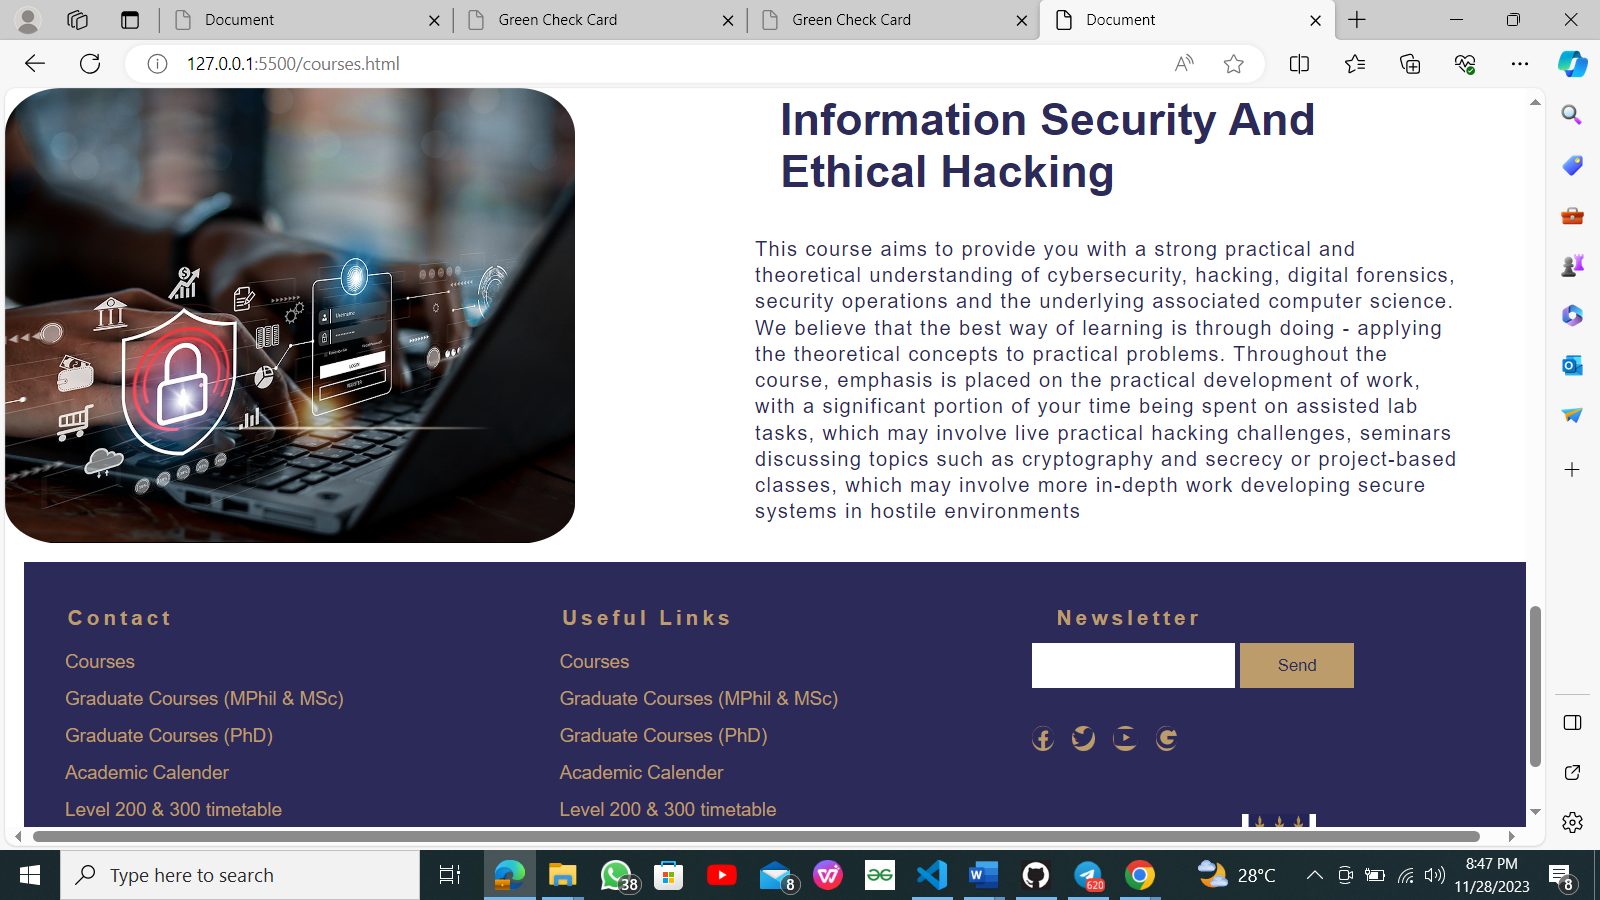 Document
Green Check Card
Green Check Card
Document
127.0.0.1:5500/courses.html
Information Security And
Ethical Hacking
This course aims to provide you with a strong practical and
theoretical understanding of cybersecurity, hacking, digital forensics,
security operations and the underlying associated computer science.
We believe that the best way of learning is through doing - applying
the theoretical concepts to practical problems. Throughout the
course, emphasis is placed on the practical development of work,
with a significant portion of your time being spent on assisted lab
tasks, which may involve live practical hacking challenges, seminars
discussing topics such as cryptography and secrecy or project-based
classes, which may involve more in-depth work developing secure
systems in hostile environments
Username
LOGIN
REGISTER
Contact
Courses
Graduate Courses (MPhil & MSc)
Graduate Courses (PhD)
Academic Calender
Level 200 & 300 timetable
Useful Links
Courses
Graduate Courses (MPhil & MSc)
Graduate Courses (PhD)
Academic Calender
Level 200 & 300 timetable
Newsletter
Send
Type here to search
38
8
620
28°C
8:47 PM
11/28/2023
8